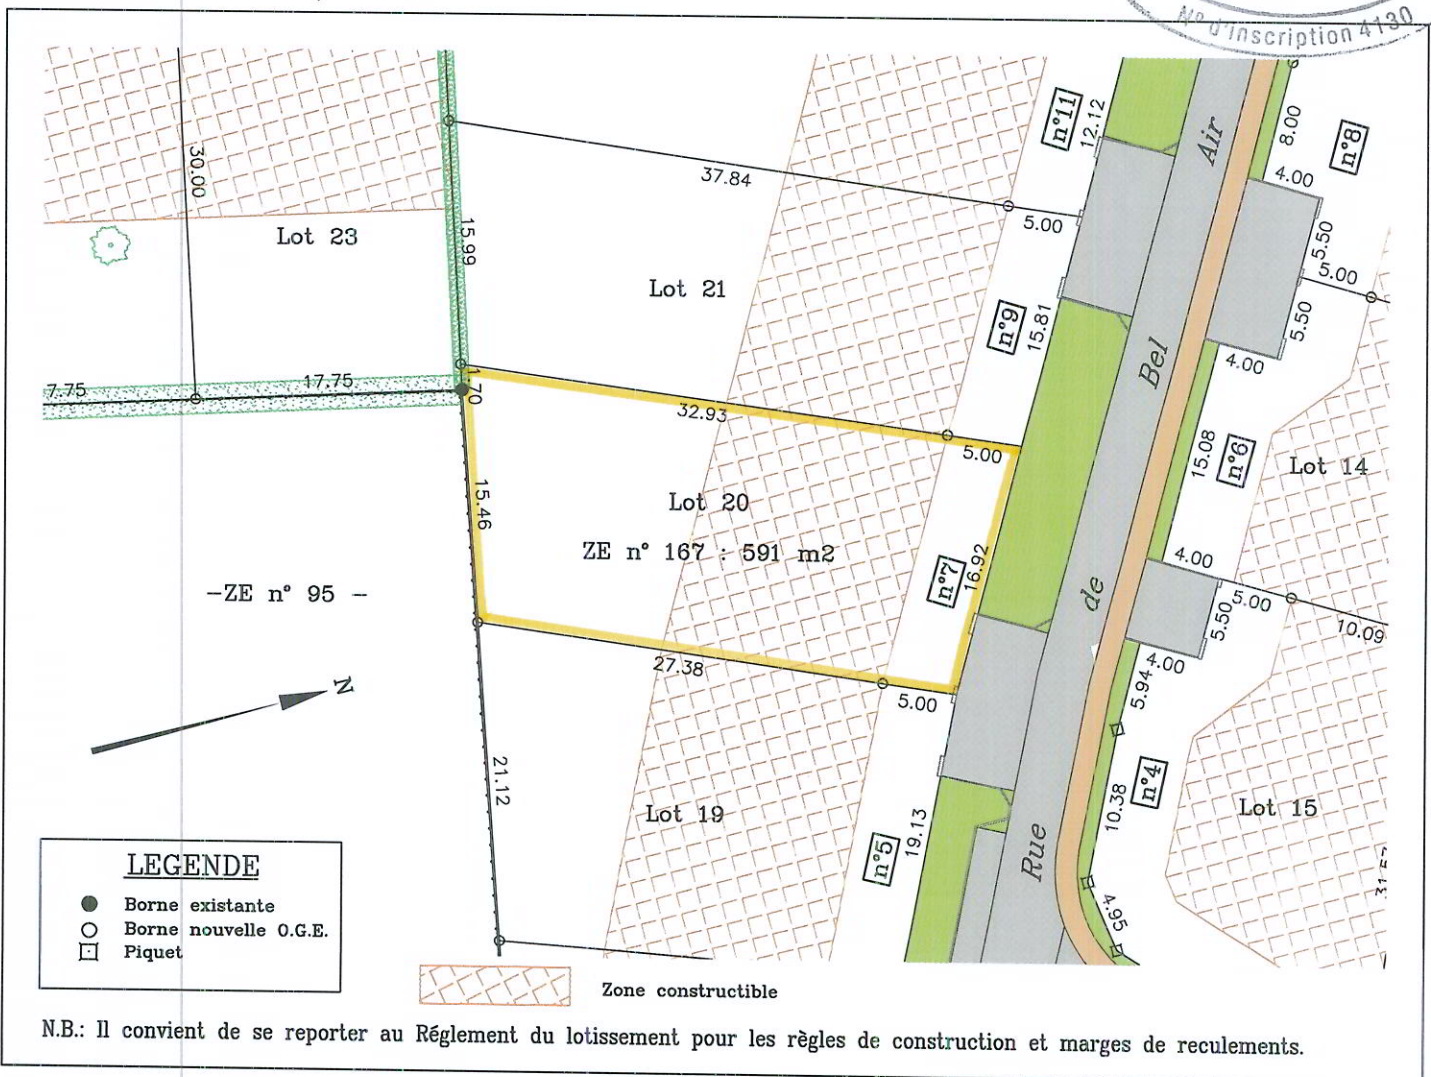 N° d'inscription 4130
n°11
12.12
Air
8.00
n°8
30.00
37.84
4.00
15.99
Lot 23
5.00
5.50
5.00
Lot 21
n°9
15.81
5.50
Bel
4.00
7.75
17.75
1.70
32.93
5.00
15.08
n°6
Lot 14
15.46
Lot 20
ZE n° 167 : 591 m2
n°7
16.92
4.00
-ZE n° 95 -
de
5.00
5.50
10.09
N
27.38
5.00
4.00
5.94
21.12
Lot 19
n°4
10.38
Lot 15
n°5
19.13
Rue
4.95
LEGENDE
Borne existante
Borne nouvelle O.G.E.
Piquet
Zone constructible
N.B.: Il convient de se reporter au Réglement du lotissement pour les règles de construction et marges de reculements.